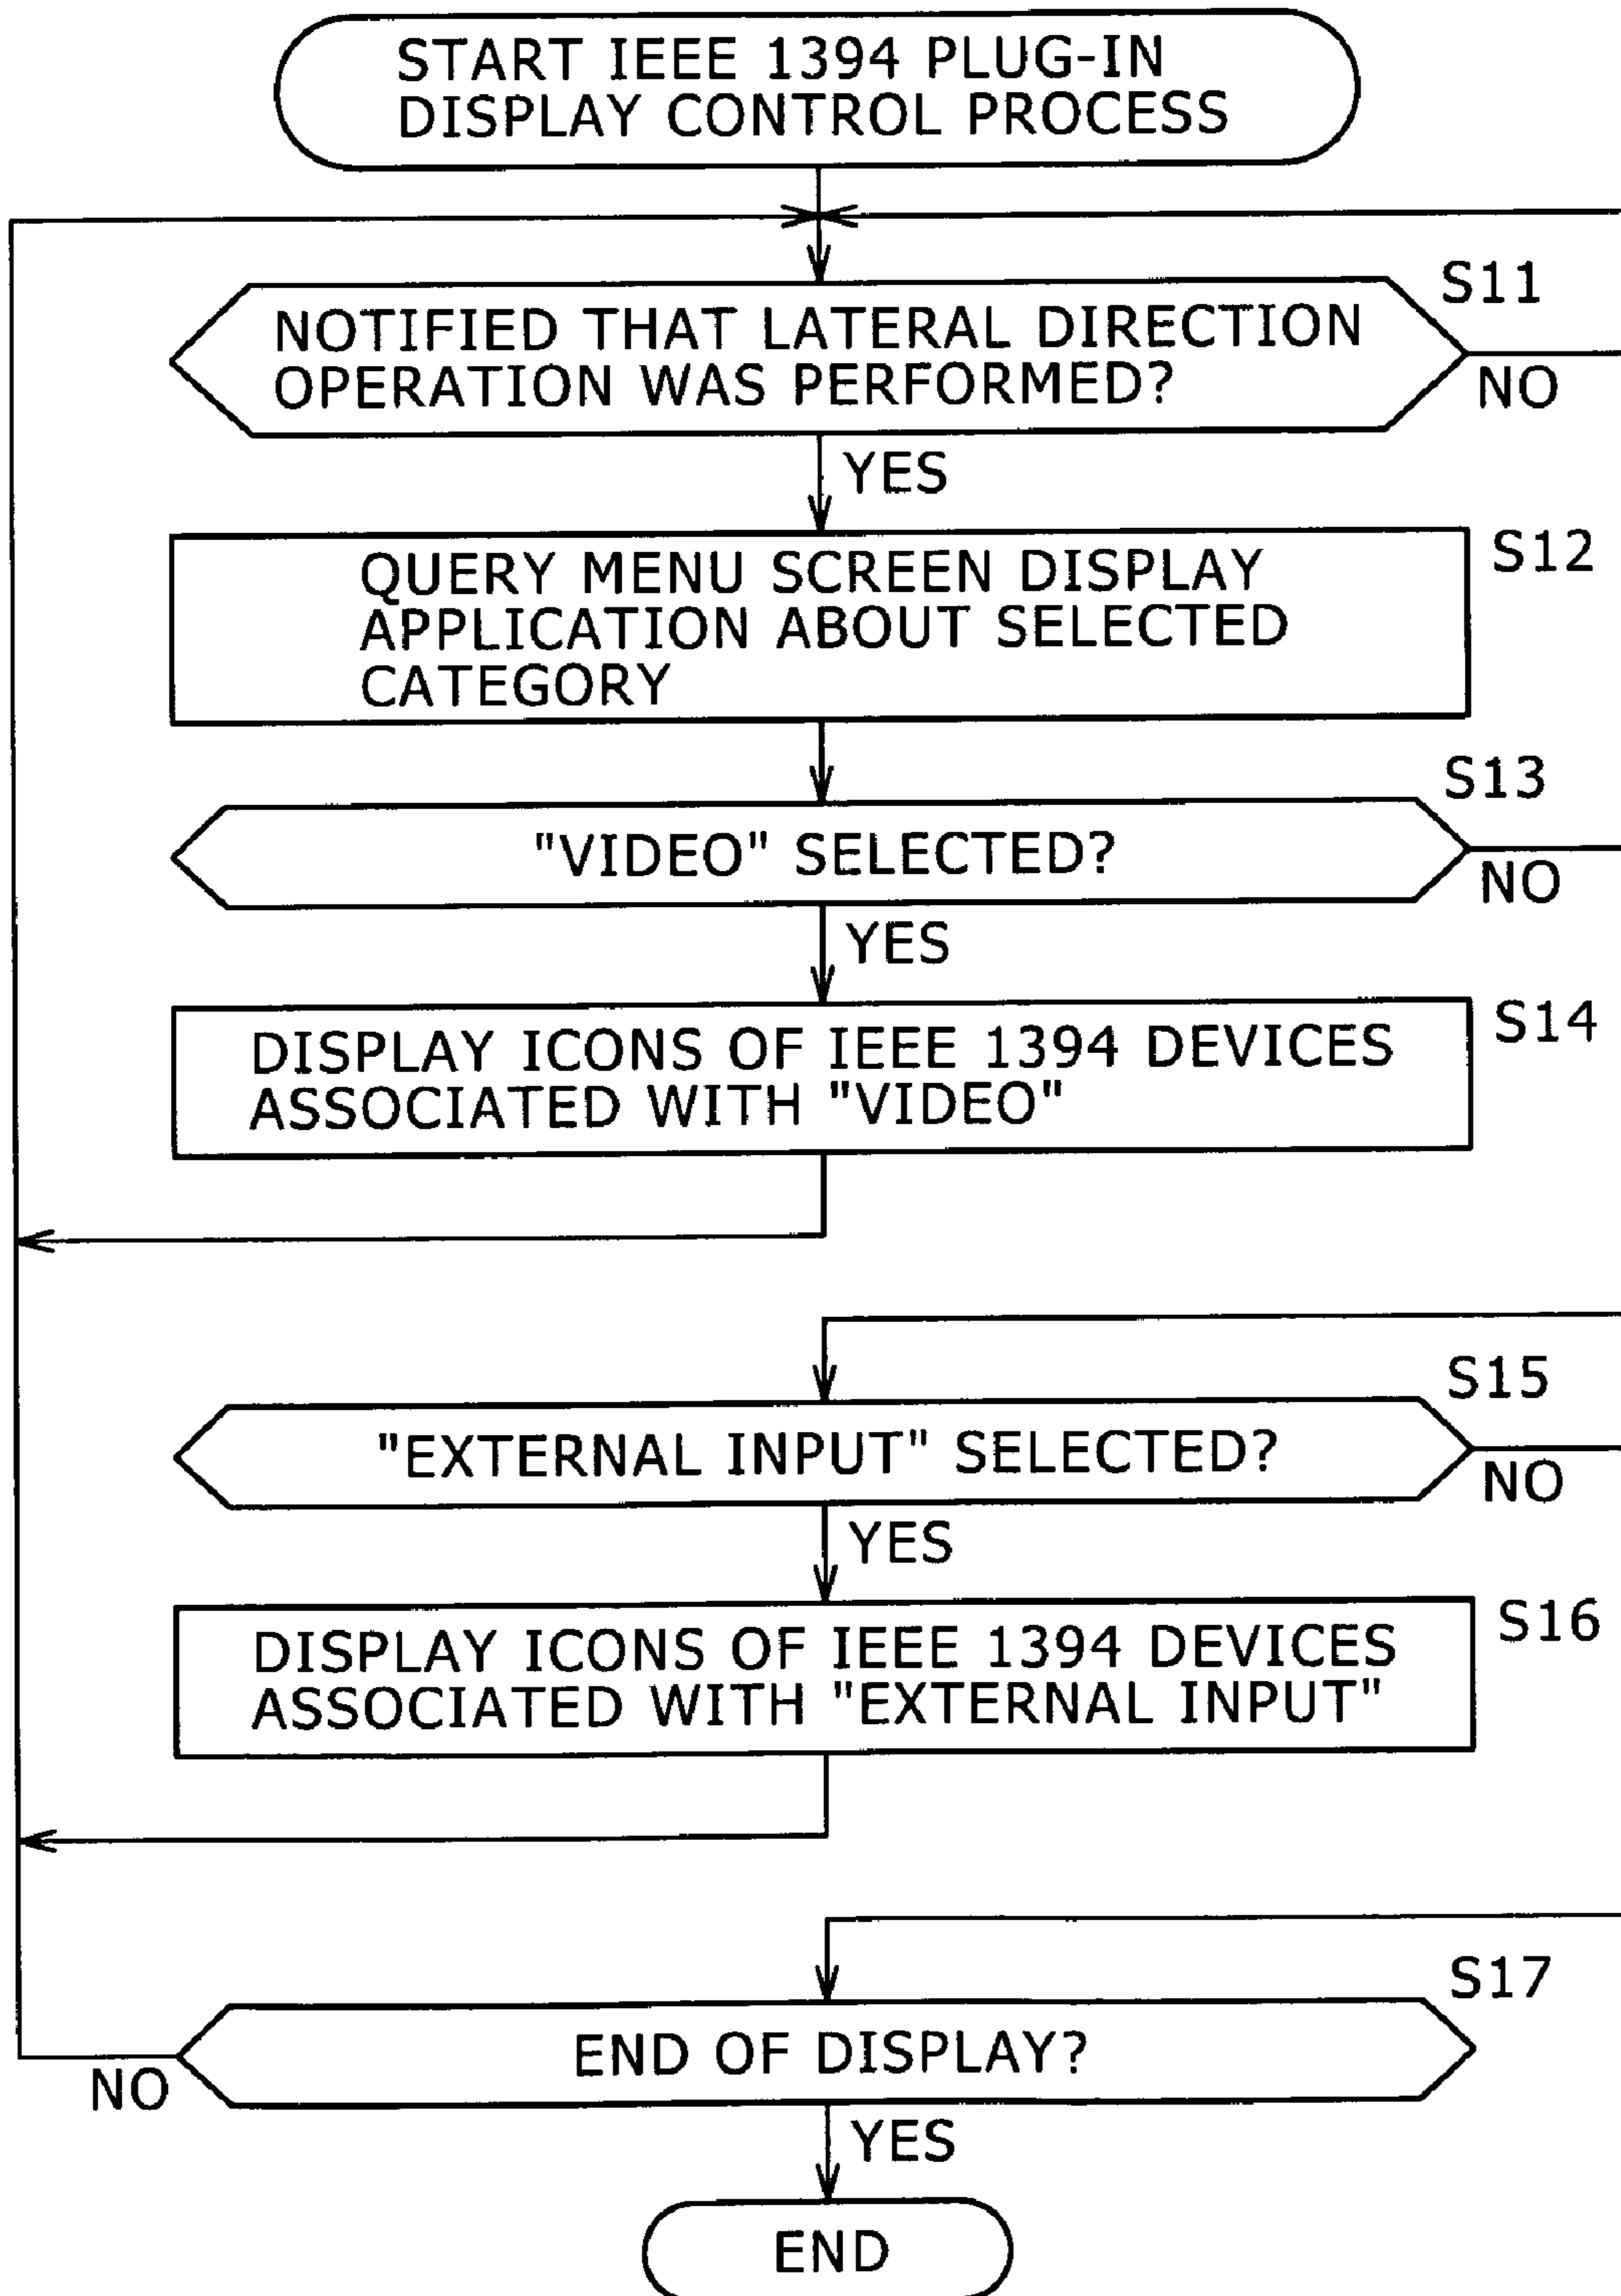 START IEEE 1394 PLUG-IN
DISPLAY CONTROL PROCESS
S11
NOTIFIED THAT LATERAL DIRECTION
OPERATION WAS PERFORMED?
NO
YES
S12
QUERY MENU SCREEN DISPLAY
APPLICATION ABOUT SELECTED
CATEGORY
S13
"VIDEO" SELECTED?
NO
YES
S14
DISPLAY ICONS OF IEEE 1394 DEVICES
ASSOCIATED WITH "VIDEO"
S15
"EXTERNAL INPUT" SELECTED?
NO
YES
S16
DISPLAY ICONS OF IEEE 1394 DEVICES
ASSOCIATED WITH "EXTERNAL INPUT"
S17
END OF DISPLAY?
NO
YES
END